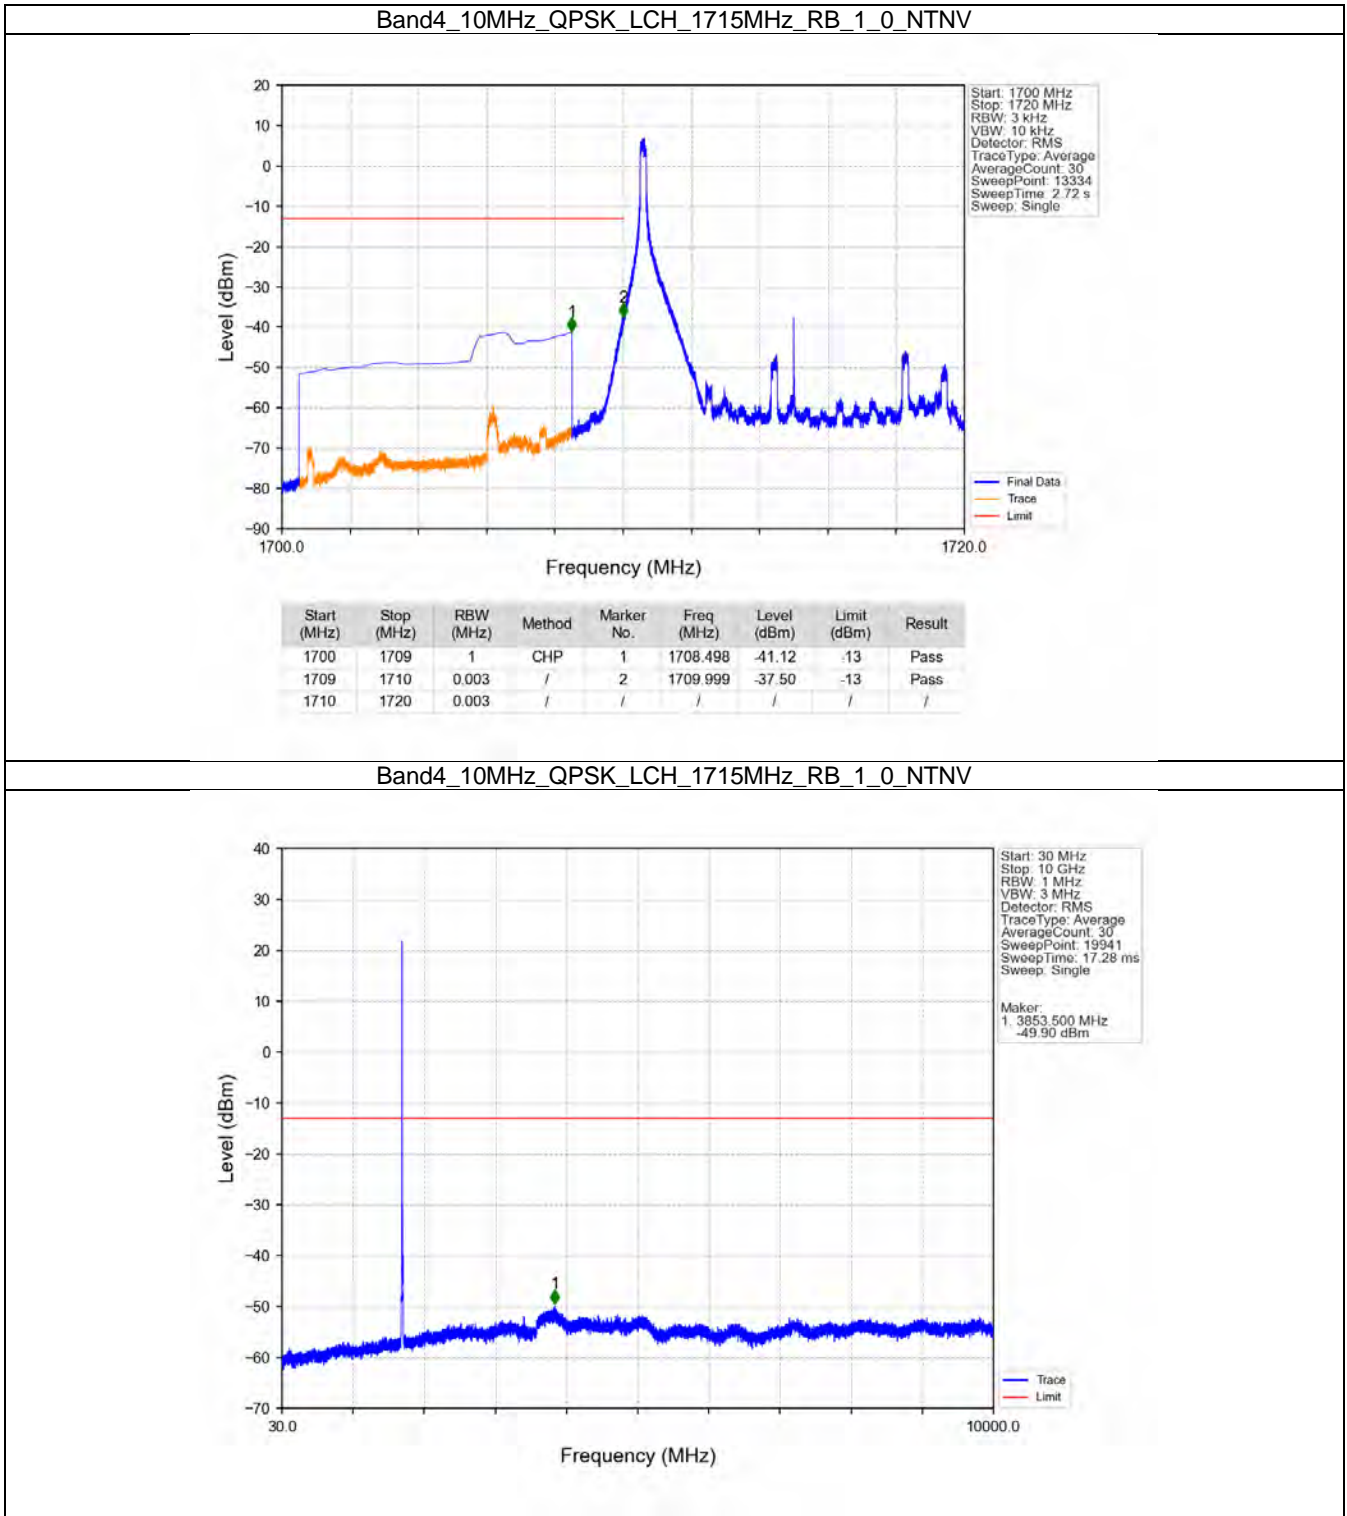 Band4_10MHz_QPSK_LCH_1715MHz_RB_1_0_NTNV
20
10
0
−10
−20
−30
−40
−50
−60
−70
−80
−90
Level (dBm)
1
2
1700.0
1720.0
Frequency (MHz)
Start: 1700 MHz
Stop: 1720 MHz
RBW: 3 kHz
VBW: 10 kHz
Detector: RMS
TraceType: Average
AverageCount: 30
SweepPoint: 13334
SweepTime: 2.72 s
Sweep: Single
Final Data
Trace
Limit
Start (MHz) Stop (MHz) RBW (MHz) Method Marker No. Freq (MHz) Level (dBm) Limit (dBm) Result
1700 1709 1 CHP 1 1708.498 -41.12 -13 Pass
1709 1710 0.003 / 2 1709.999 -37.50 -13 Pass
1710 1720 0.003 / / / / / /
Band4_10MHz_QPSK_LCH_1715MHz_RB_1_0_NTNV
40
30
20
10
0
−10
−20
−30
−40
−50
−60
−70
Level (dBm)
1
30.0
10000.0
Frequency (MHz)
Start: 30 MHz
Stop: 10 GHz
RBW: 1 MHz
VBW: 3 MHz
Detector: RMS
TraceType: Average
AverageCount: 30
SweepPoint: 19941
SweepTime: 17.28 ms
Sweep: Single
Maker:
1. 3853.500 MHz
-49.90 dBm
Trace
Limit